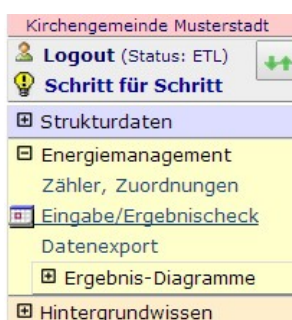 Kirchengemeinde Musterstadt
Logout (Status: ETL)
Schritt für Schritt
Strukturdaten
Energiemanagement
Zähler, Zuordnungen
Eingabe/Ergebnischeck
Datenexport
Ergebnis-Diagramme
Hintergrundwissen